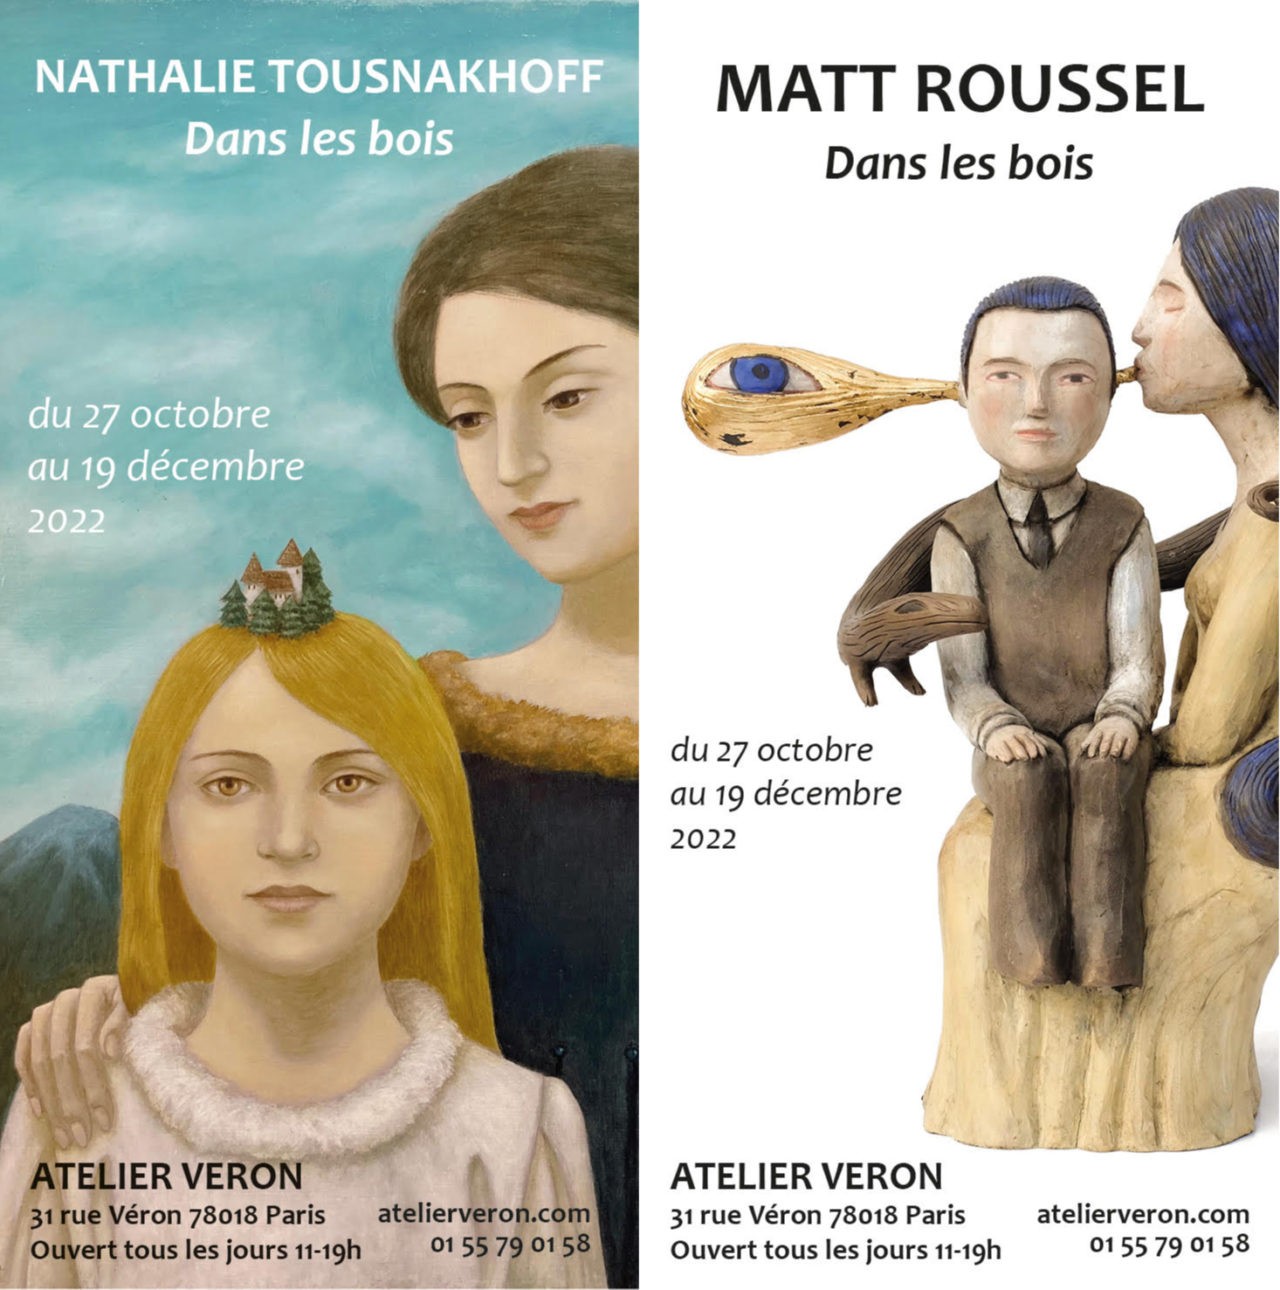 NATHALIE TOUSNAKHOFF
Dans les bois
du 27 octobre
au 19 décembre
2022
ATELIER VERON
31 rue Véron 78018 Paris
Ouvert tous les jours 11-19h
atelierveron.com
01 55 79 01 58
MATT ROUSSEL
Dans les bois
du 27 octobre
au 19 décembre
2022
ATELIER VERON
31 rue Véron 78018 Paris
Ouvert tous les jours 11-19h
atelierveron.com
01 55 79 01 58